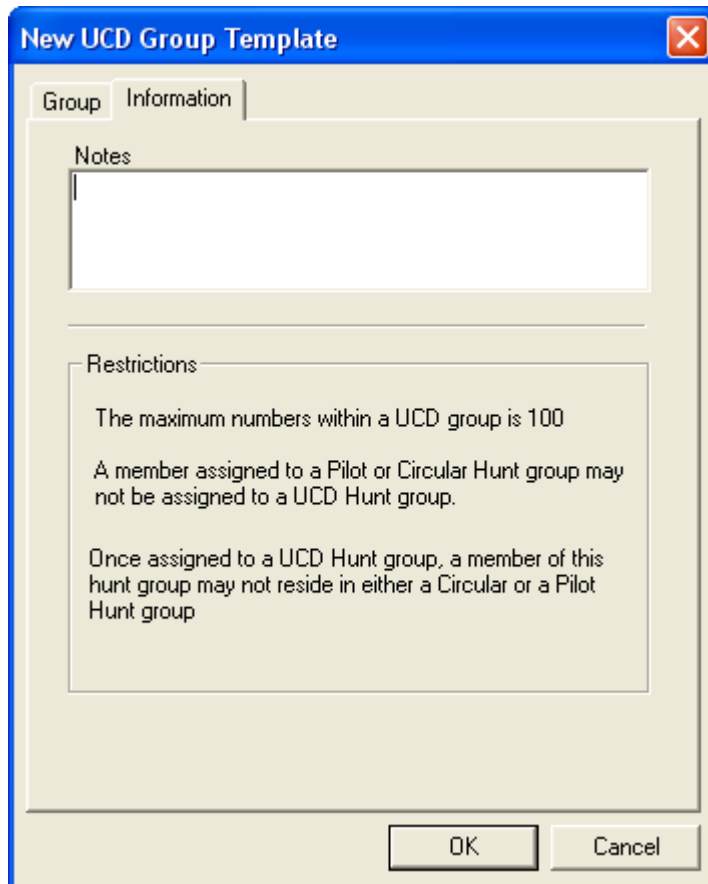 New UCD Group Template
Group
Information
Notes
Restrictions
The maximum numbers within a UCD group is 100
A member assigned to a Pilot or Circular Hunt group may
not be assigned to a UCD Hunt group.
Once assigned to a UCD Hunt group, a member of this
hunt group may not reside in either a Circular or a Pilot
Hunt group
OK
Cancel